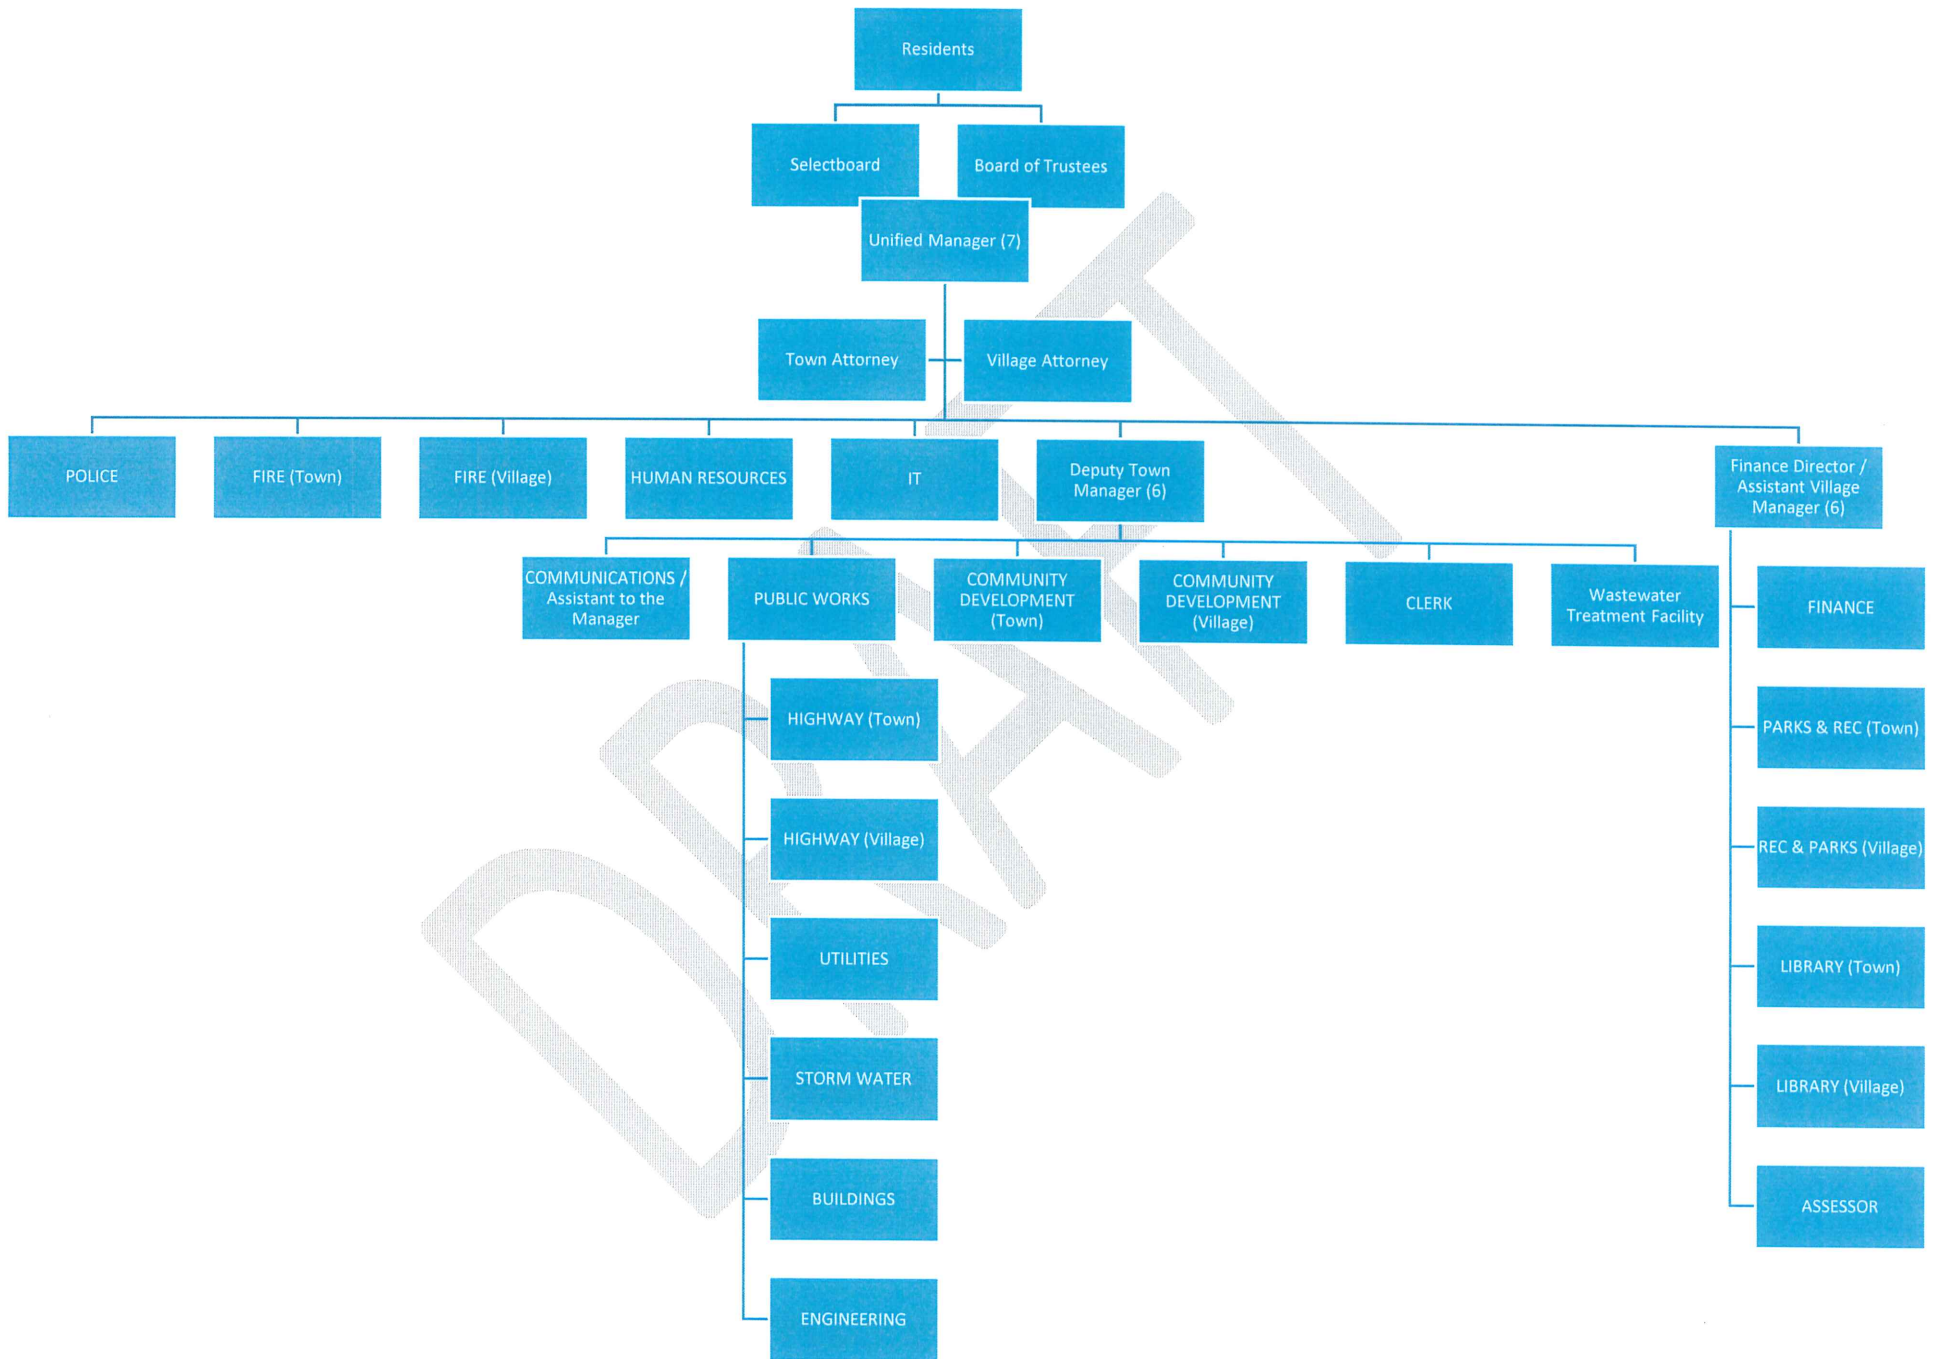 Residents
Selectboard
Board of Trustees
Unified Manager (7)
Town Attorney
Village Attorney
POLICE
FIRE (Town)
FIRE (Village)
HUMAN RESOURCES
IT
Deputy Town
Manager (6)
Finance Director /
Assistant Village
Manager (6)
COMMUNICATIONS /
Assistant to the
Manager
PUBLIC WORKS
COMMUNITY
DEVELOPMENT
(Town)
COMMUNITY
DEVELOPMENT
(Village)
CLERK
Wastewater
Treatment Facility
HIGHWAY (Town)
HIGHWAY (Village)
UTILITIES
STORM WATER
BUILDINGS
ENGINEERING
FINANCE
PARKS & REC (Town)
REC & PARKS (Village)
LIBRARY (Town)
LIBRARY (Village)
ASSESSOR
DRAFT